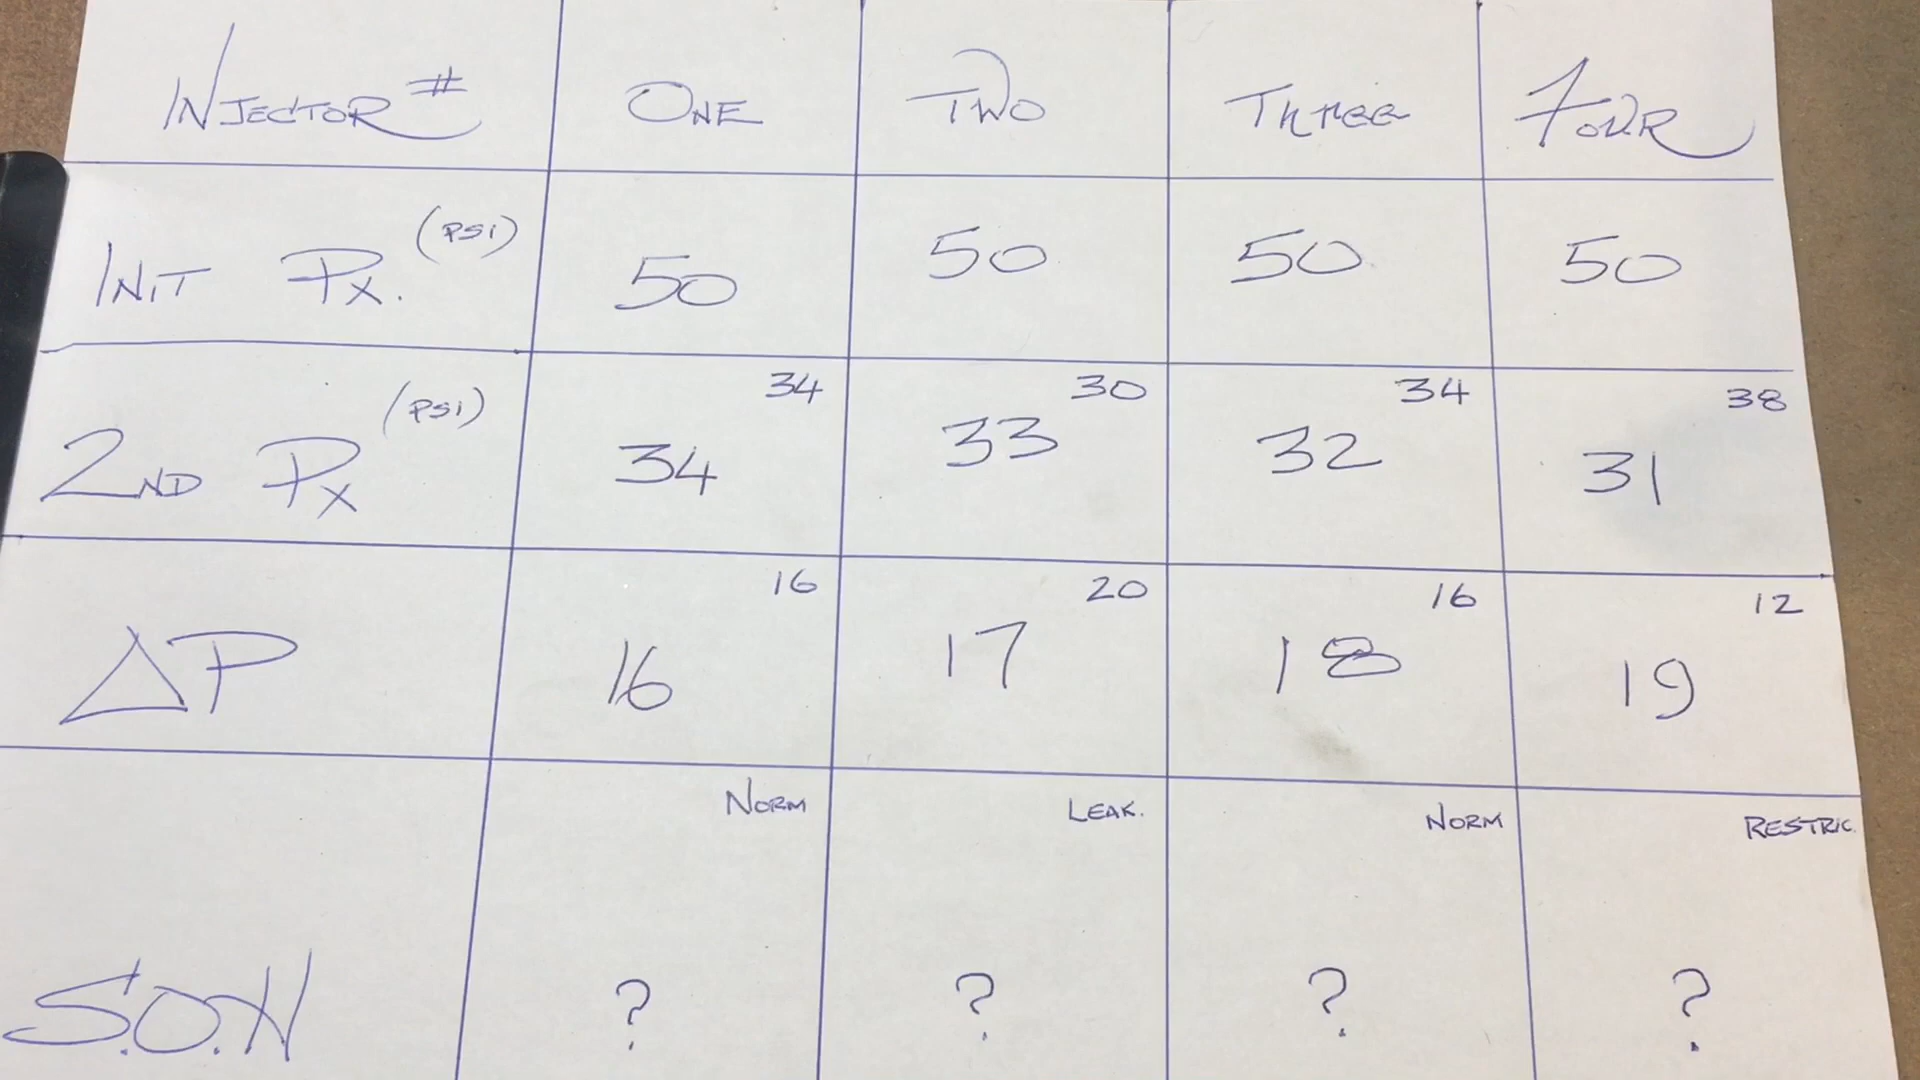 INJECTOR # ONE TWO THREE FOUR
INIT Px. (PSI) 50 50 50 50
34 30 34 38
2ND Px (PSI) 34 33 32 31
16 20 16 12
ΔP 16 17 18 19
NORM LEAK. NORM RESTRIC.
S.O.H ? ? ? ?